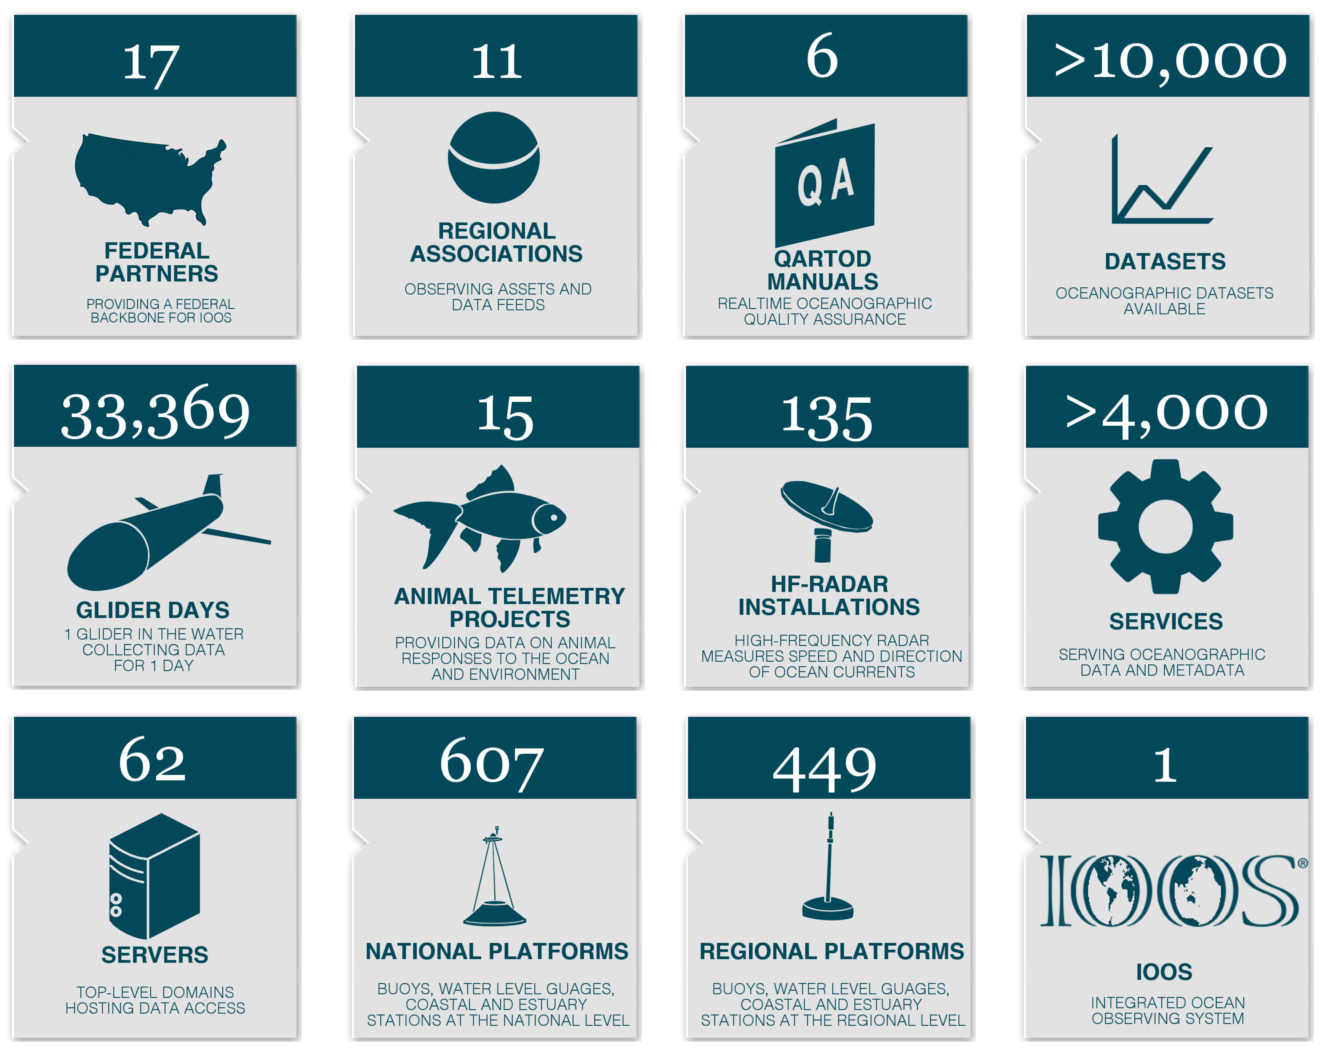 17
FEDERAL
PARTNERS
PROVIDING A FEDERAL
BACKBONE FOR IOOS
11
REGIONAL
ASSOCIATIONS
OBSERVING ASSETS AND
DATA FEEDS
6
QA
QARTOD
MANUALS
REALTIME OCEANOGRAPHIC
QUALITY ASSURANCE
>10,000
DATASETS
OCEANOGRAPHIC DATASETS
AVAILABLE
33,369
GLIDER DAYS
1 GLIDER IN THE WATER
COLLECTING DATA
FOR 1 DAY
15
ANIMAL TELEMETRY
PROJECTS
PROVIDING DATA ON ANIMAL
RESPONSES TO THE OCEAN
AND ENVIRONMENT
135
HF-RADAR
INSTALLATIONS
HIGH-FREQUENCY RADAR
MEASURES SPEED AND DIRECTION
OF OCEAN CURRENTS
>4,000
SERVICES
SERVING OCEANOGRAPHIC
DATA AND METADATA
62
SERVERS
TOP-LEVEL DOMAINS
HOSTING DATA ACCESS
607
NATIONAL PLATFORMS
BUOYS, WATER LEVEL GUAGES,
COASTAL AND ESTUARY
STATIONS AT THE NATIONAL LEVEL
449
REGIONAL PLATFORMS
BUOYS, WATER LEVEL GUAGES,
COASTAL AND ESTUARY
STATIONS AT THE REGIONAL LEVEL
1
IOOS®
IOOS
INTEGRATED OCEAN
OBSERVING SYSTEM